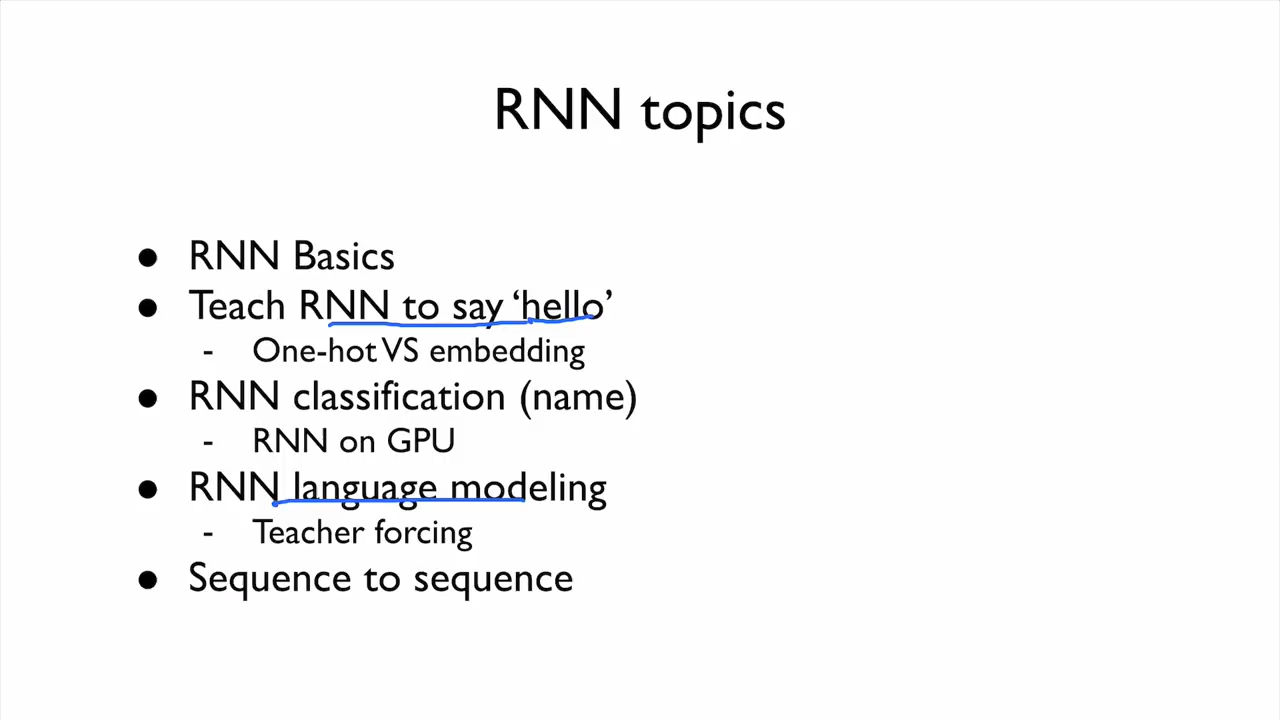 RNN topics
● RNN Basics
● Teach RNN to say ‘hello’
- One-hot VS embedding
● RNN classification (name)
- RNN on GPU
● RNN language modeling
- Teacher forcing
● Sequence to sequence